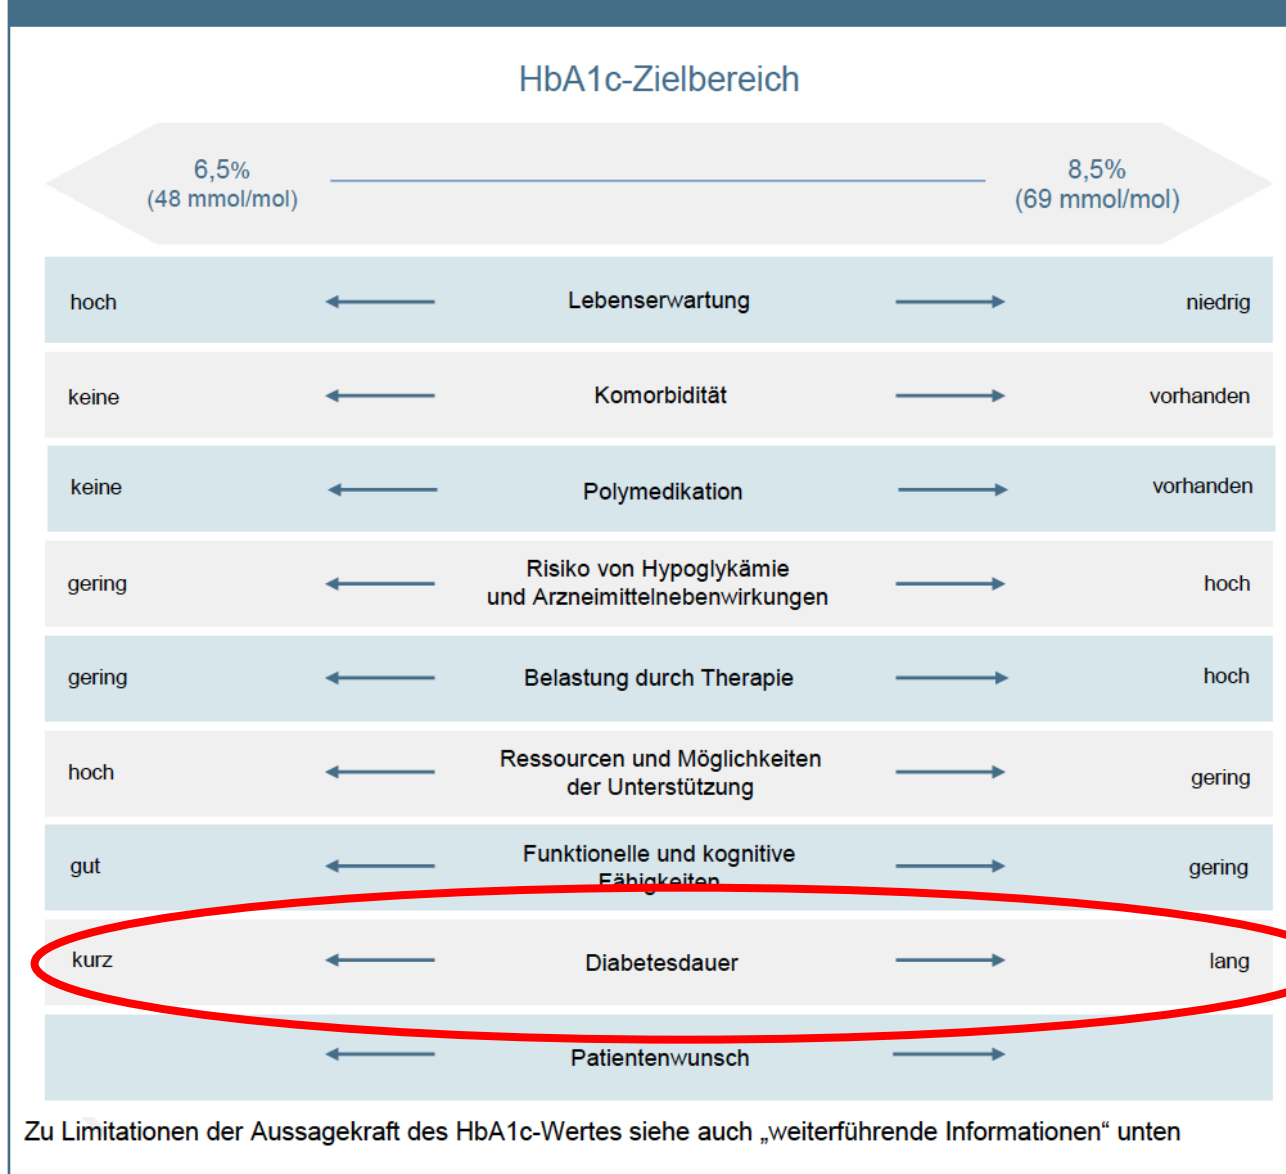 HbA1c-Zielbereich
6,5% 8,5%
(48 mmol/mol) (69 mmol/mol)
hoch Lebenserwartung niedrig
keine Komorbidität vorhanden
keine Polymedikation vorhanden
Risiko von Hypoglykämie
gering und Arzneimittelnebenwirkungen hoch
gering Belastung durch Therapie hoch
Ressourcen und Möglichkeiten
hoch der Unterstützung gering
Funktionelle und kognitive
gut Fähigkeiten gering
kurz Diabetesdauer lang
Patientenwunsch
Zu Limitationen der Aussagekraft des HbA1c-Wertes siehe auch „weiterführende Informationen“ unten